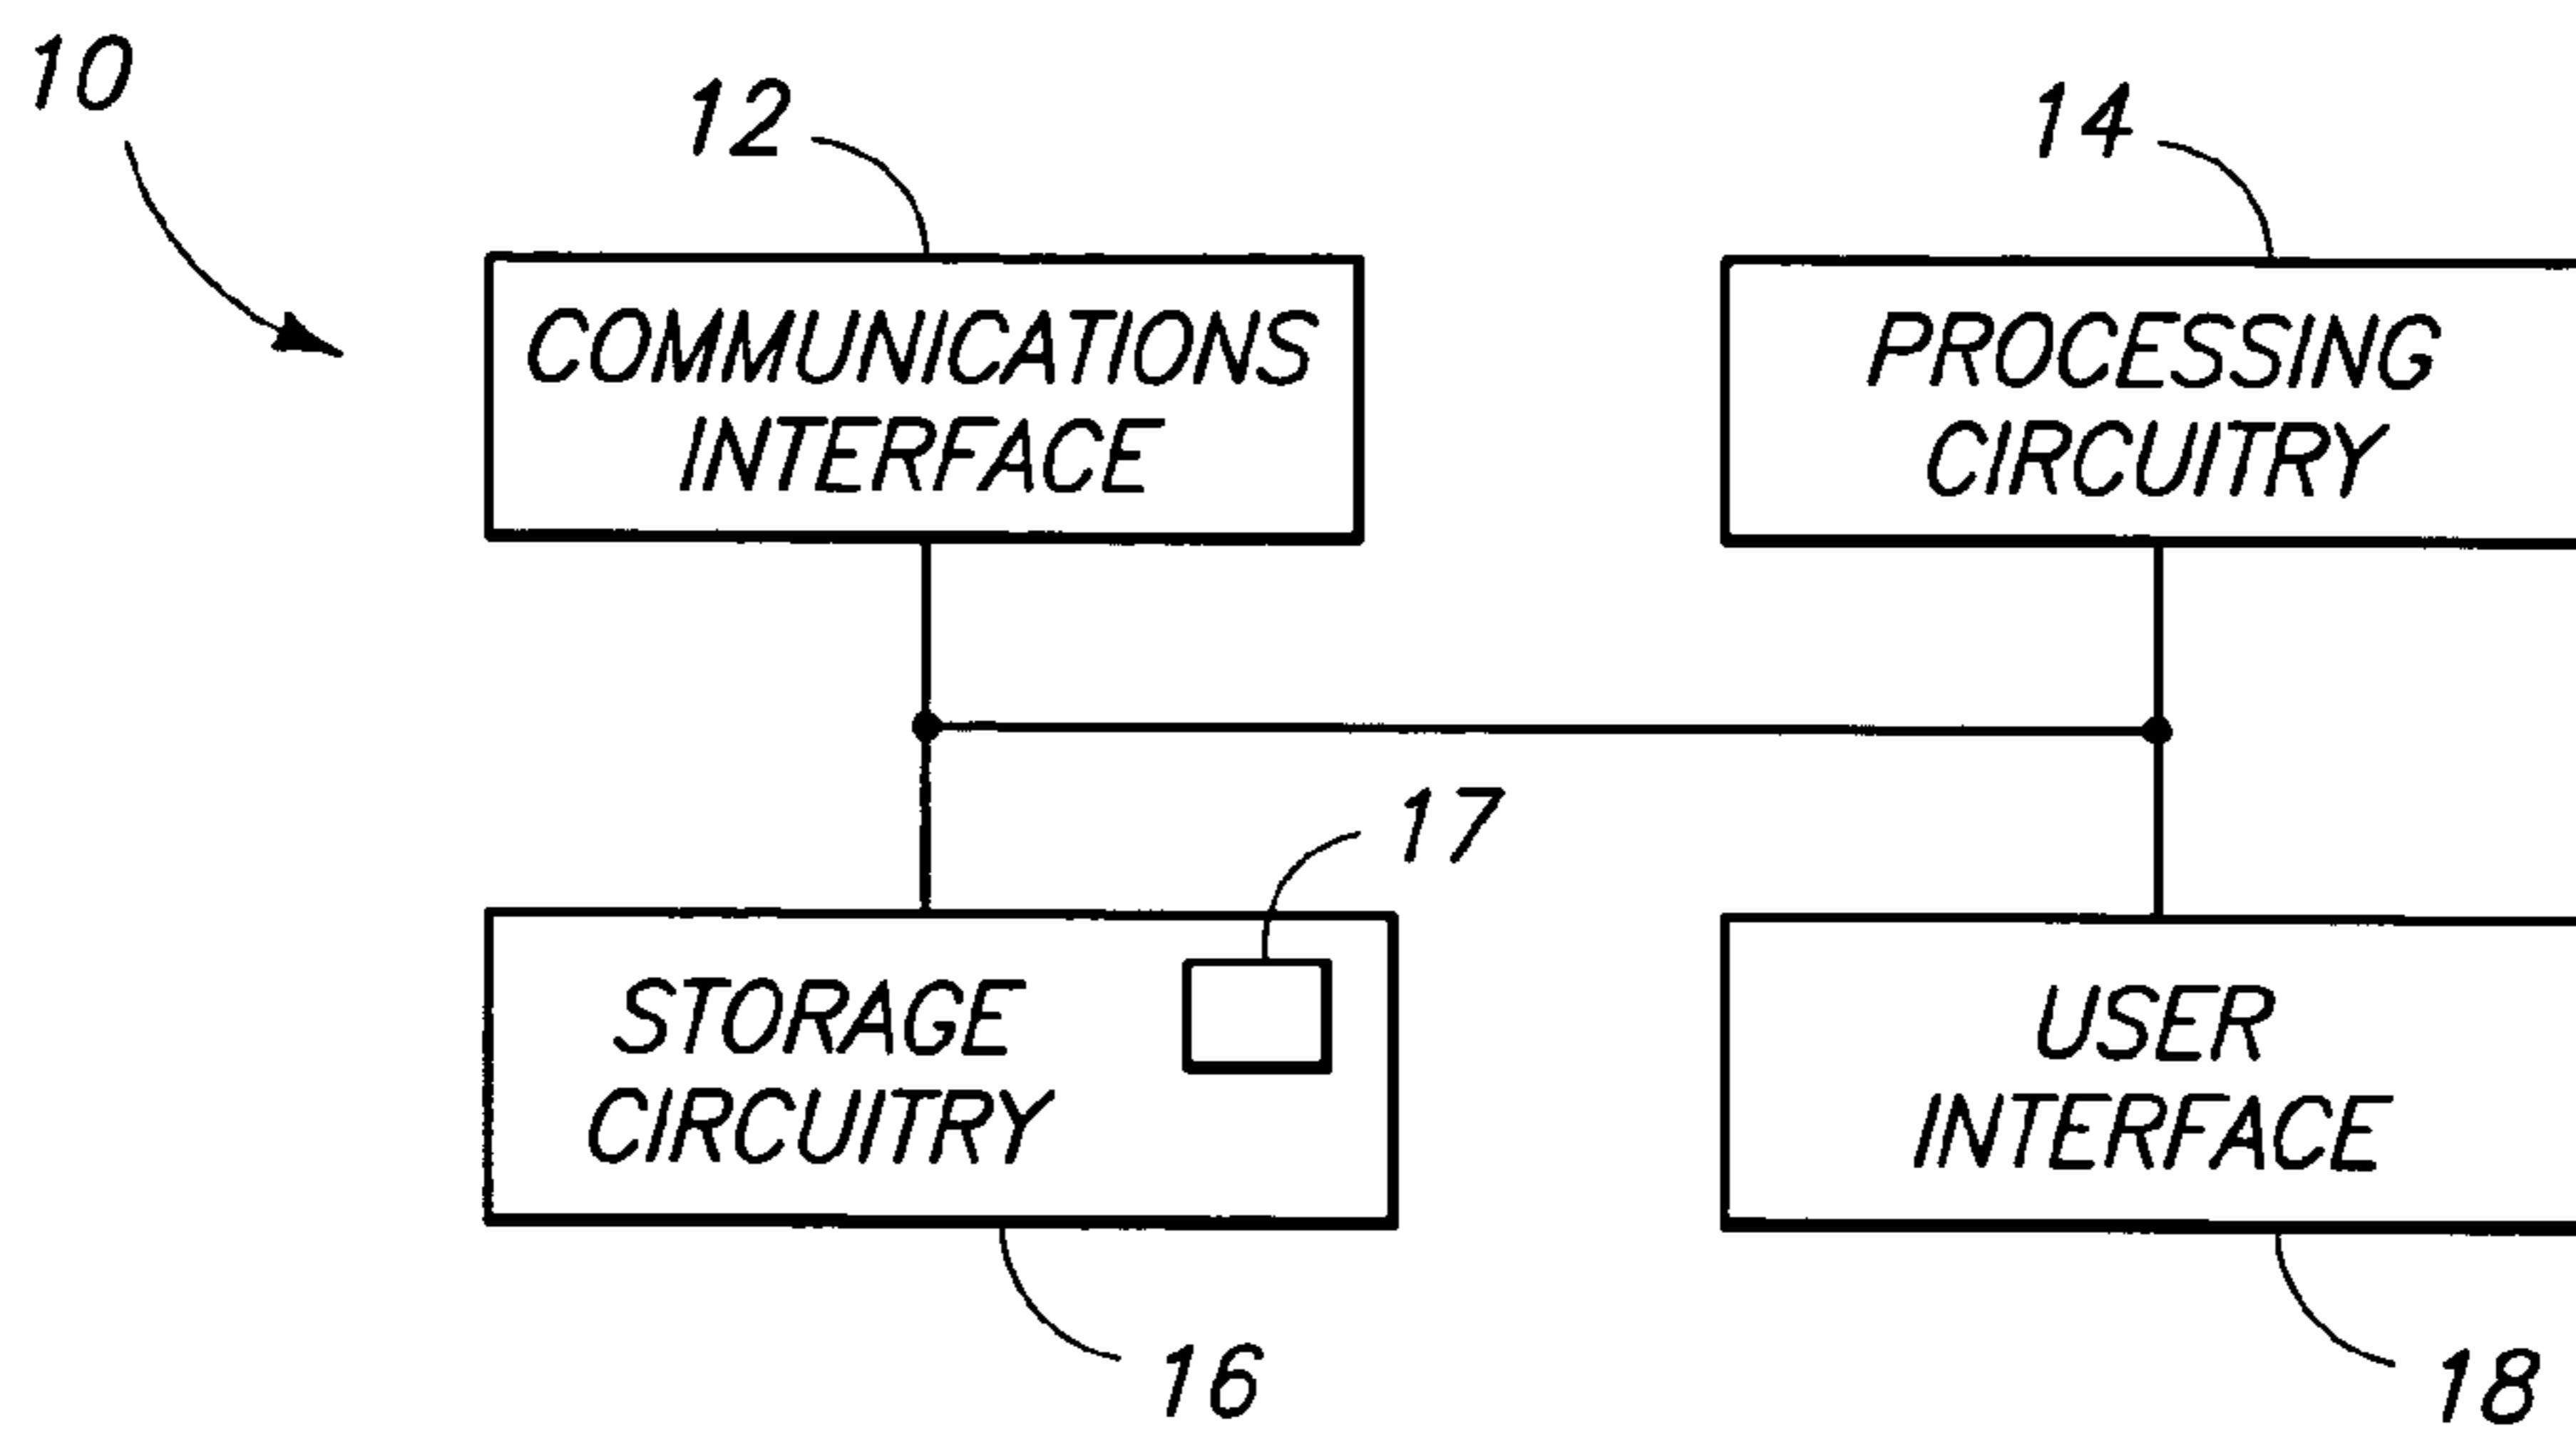 10
12
14
COMMUNICATIONS
INTERFACE
PROCESSING
CIRCUITRY
17
STORAGE
CIRCUITRY
USER
INTERFACE
16
18